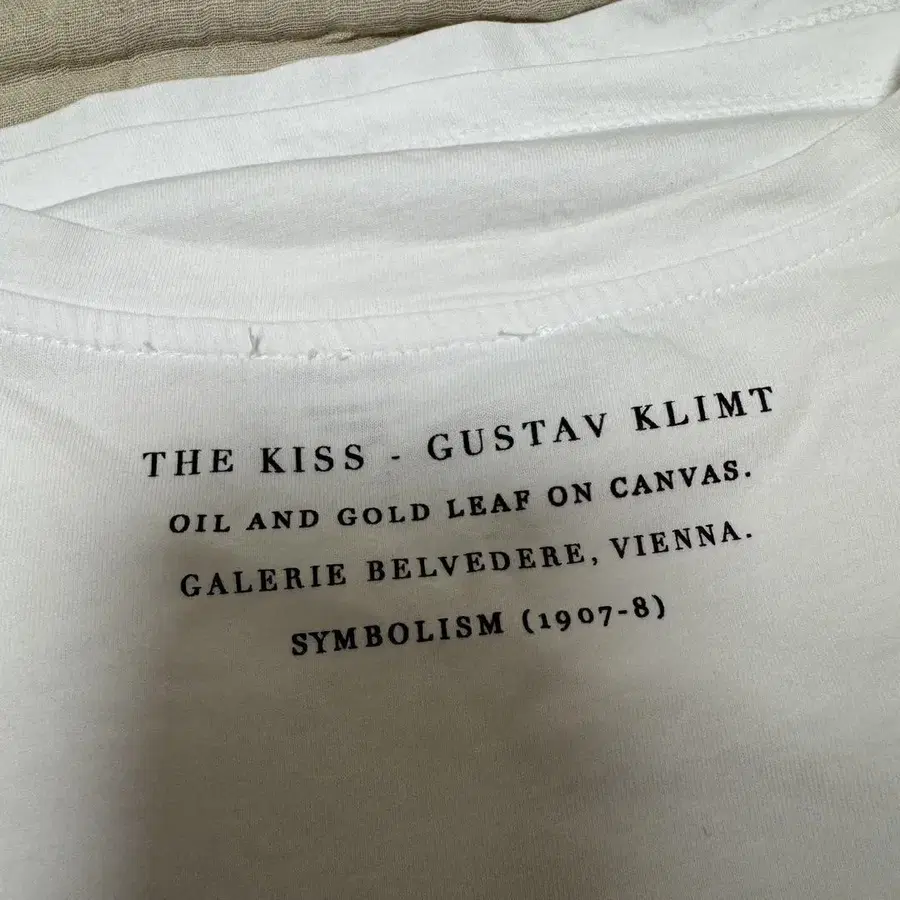 THE KISS - GUSTAV KLIMT
OIL AND GOLD LEAF ON CANVAS.
GALERIE BELVEDERE, VIENNA.
SYMBOLISM (1907-8)